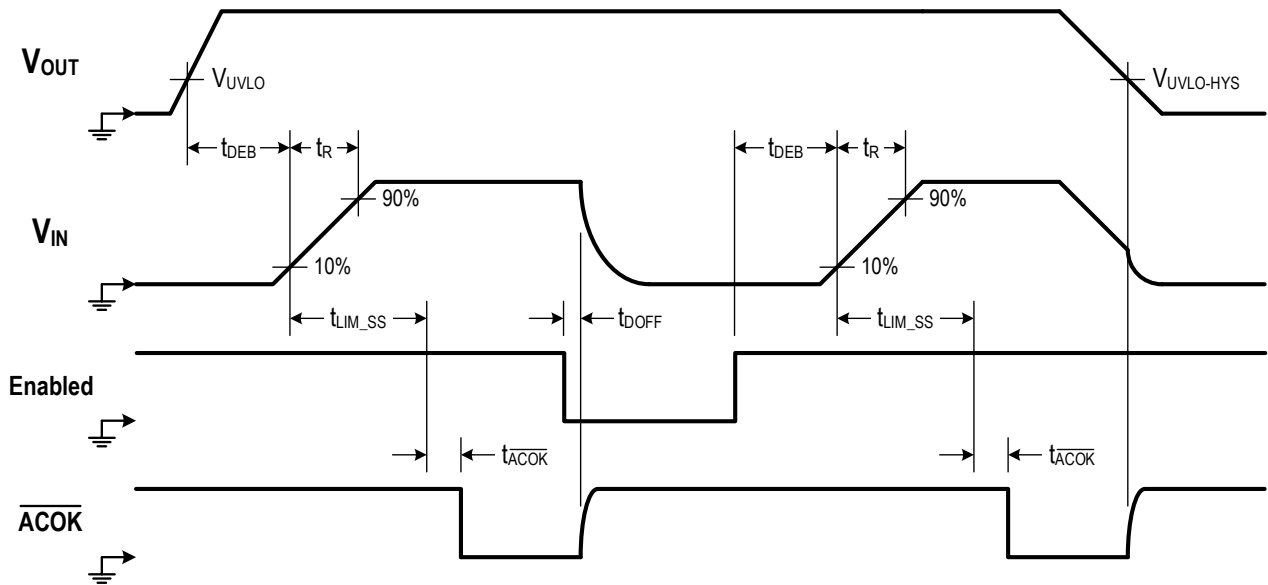 VOUT
VUVLO
VUVLO-HYS
tDEB tR tDEB tR
VIN
90% 90%
10% 10%
tLIM_SS tDOFF tLIM_SS
Enabled
tACOK tACOK
ACOK